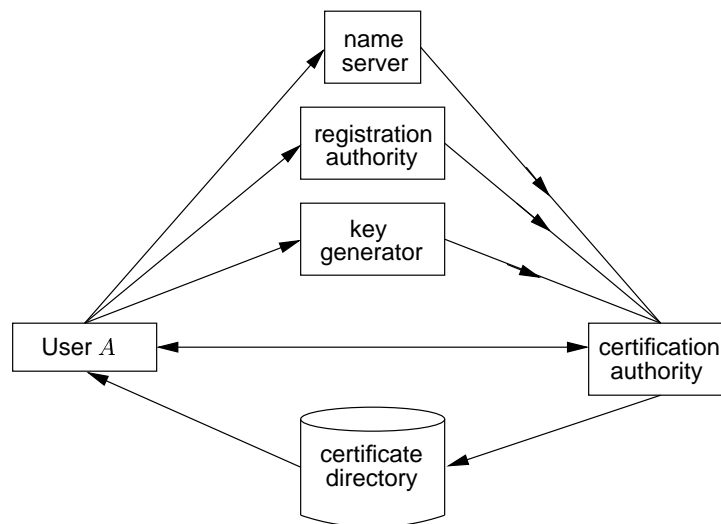 name
server
registration
authority
key
generator
User A
certification
authority
certificate
directory